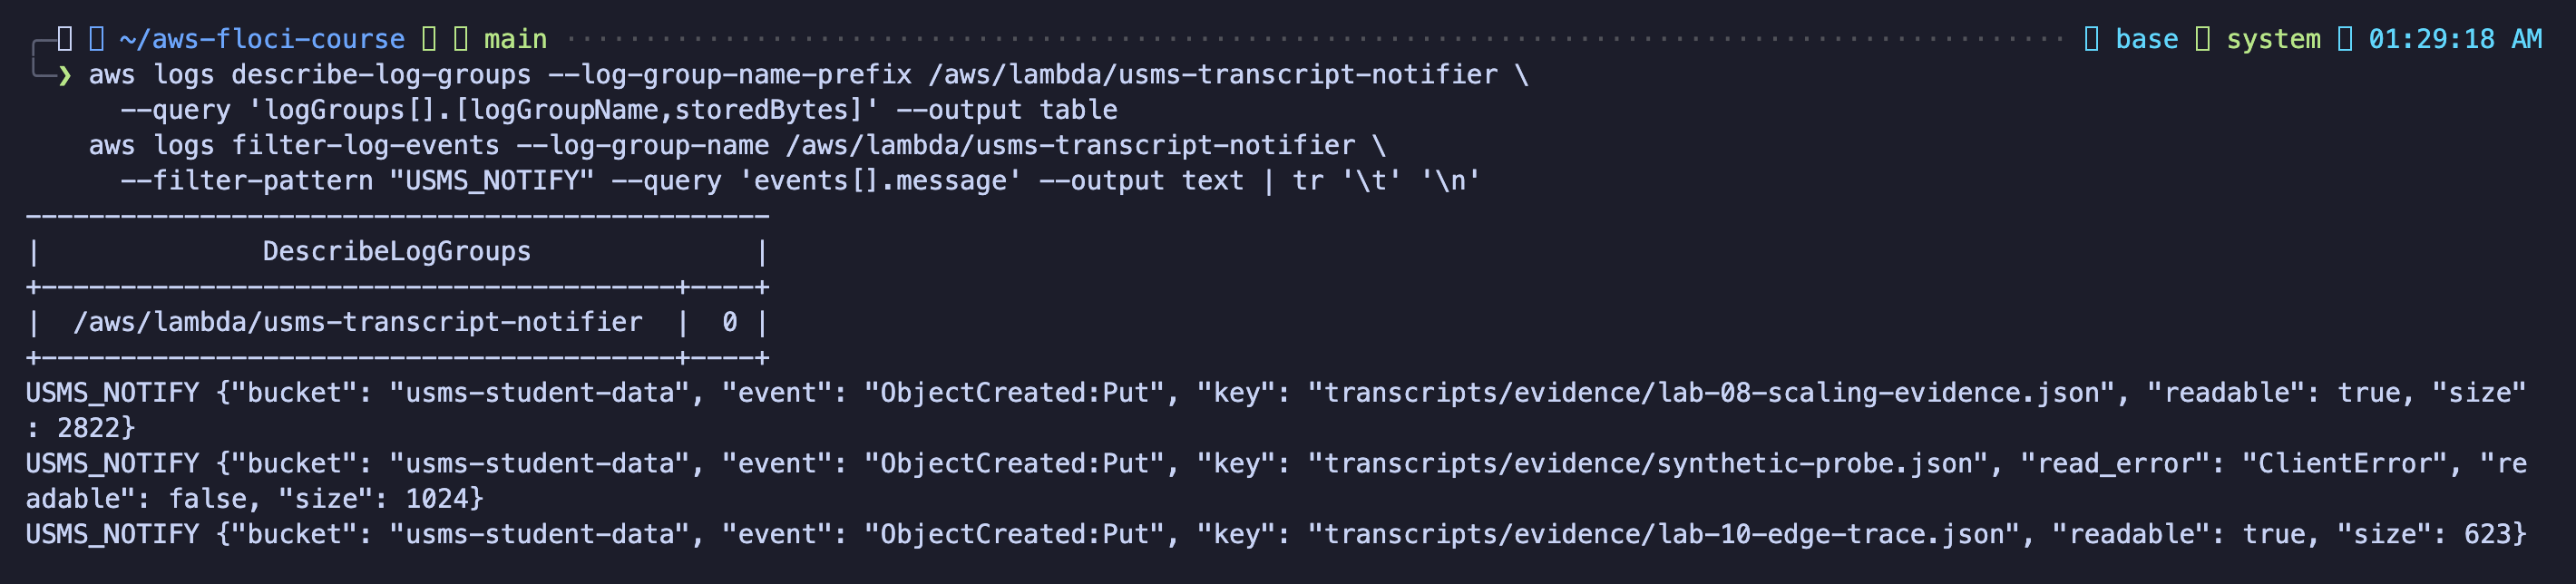 ~/aws-floci-course main base system 01:29:18 AM
❯ aws logs describe-log-groups --log-group-name-prefix /aws/lambda/usms-transcript-notifier \
--query 'logGroups[].[logGroupName,storedBytes]' --output table
aws logs filter-log-events --log-group-name /aws/lambda/usms-transcript-notifier \
--filter-pattern "USMS_NOTIFY" --query 'events[].message' --output text | tr '\t' '\n'
-----------------------------------------------
|              DescribeLogGroups              |
+----------------------------------------+----+
|  /aws/lambda/usms-transcript-notifier  |  0 |
+----------------------------------------+----+
USMS_NOTIFY {"bucket": "usms-student-data", "event": "ObjectCreated:Put", "key": "transcripts/evidence/lab-08-scaling-evidence.json", "readable": true, "size"
: 2822}
USMS_NOTIFY {"bucket": "usms-student-data", "event": "ObjectCreated:Put", "key": "transcripts/evidence/synthetic-probe.json", "read_error": "ClientError", "re
adable": false, "size": 1024}
USMS_NOTIFY {"bucket": "usms-student-data", "event": "ObjectCreated:Put", "key": "transcripts/evidence/lab-10-edge-trace.json", "readable": true, "size": 623}